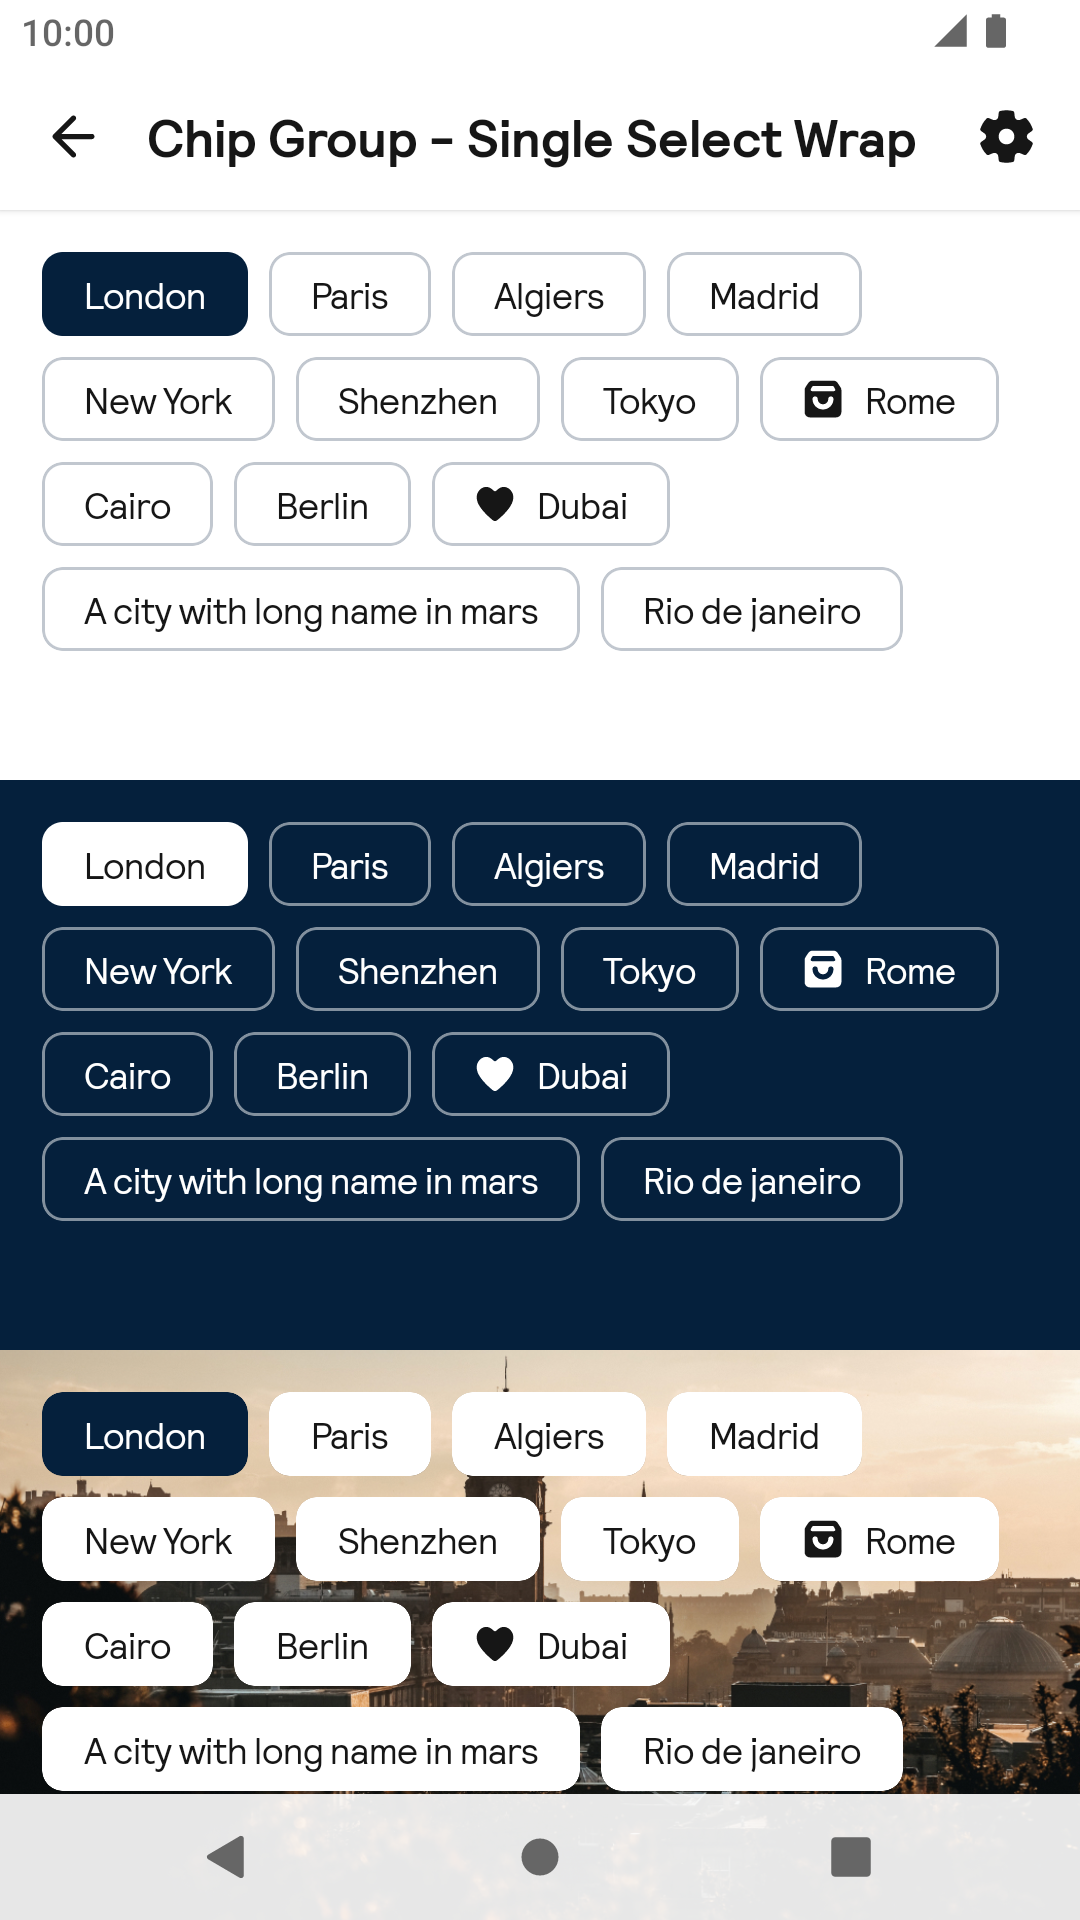 10:00
Chip Group - Single Select Wrap
London Paris Algiers Madrid
New York Shenzhen Tokyo Rome
Cairo Berlin Dubai
A city with long name in mars Rio de janeiro
London Paris Algiers Madrid
New York Shenzhen Tokyo Rome
Cairo Berlin Dubai
A city with long name in mars Rio de janeiro
London Paris Algiers Madrid
New York Shenzhen Tokyo Rome
Cairo Berlin Dubai
A city with long name in mars Rio de janeiro